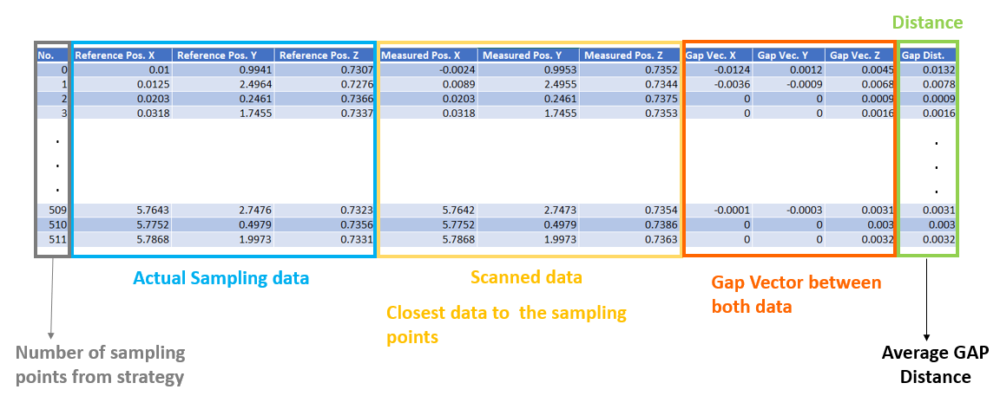 Distance
No. Reference Pos. X Reference Pos. Y Reference Pos. Z Measured Pos. X Measured Pos. Y Measured Pos. Z Gap Vec. X Gap Vec. Y Gap Vec. Z Gap Dist.
0 0.01 0.9941 0.7307 -0.0024 0.9953 0.7352 -0.0124 0.0012 0.0045 0.0132
1 0.0125 2.4964 0.7276 0.0089 2.4955 0.7344 -0.0036 -0.0009 0.0068 0.0078
2 0.0203 0.2461 0.7366 0.0203 0.2461 0.7375 0 0 0.0009 0.0009
3 0.0318 1.7455 0.7337 0.0318 1.7455 0.7353 0 0 0.0016 0.0016
. .
. .
. .
509 5.7643 2.7476 0.7323 5.7642 2.7473 0.7354 -0.0001 -0.0003 0.0031 0.0031
510 5.7752 0.4979 0.7356 5.7752 0.4979 0.7386 0 0 0.003 0.003
511 5.7868 1.9973 0.7331 5.7868 1.9973 0.7363 0 0 0.0032 0.0032
Actual Sampling data
Scanned data
Closest data to the sampling
points
Gap Vector between
both data
Number of sampling
points from strategy
Average GAP
Distance